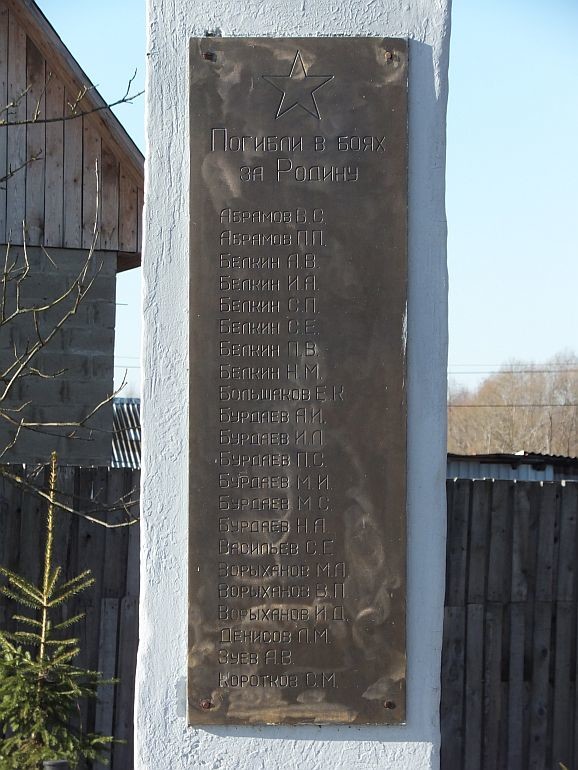 Погибли в боях
за Родину
Абрамов В.С
Абрамов П.П.
Белкин А.В.
Белкин И.А.
Белкин С.П.
Белкин С.Е.
Белкин П.В.
Белкин Н.М.
Большаков Е.К
Бурдаев А.И.
Бурдаев И.Л.
Бурдаев П.С.
Бурдаев М.И.
Бурдаев М.С.
Бурдаев Н.А.
Васильев С.Е.
Ворыханов М.А.
Ворыханов В.П.
Ворыханов И.Д.
Денисов Л.М.
Зуев А.В.
Коротков С.М.